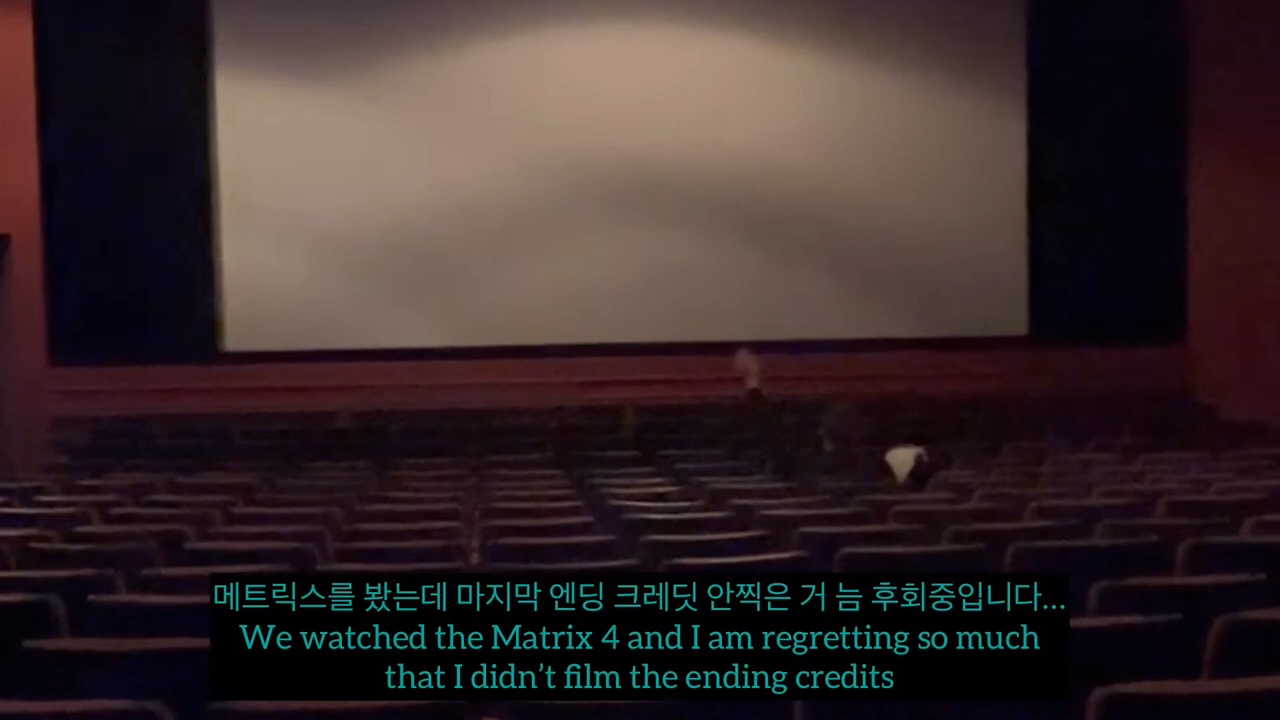 메트릭스를 봤는데 마지막 엔딩 크레딧 안찍은 거 늠 후회중입니다...
We watched the Matrix 4 and I am regretting so much
that I didn’t film the ending credits